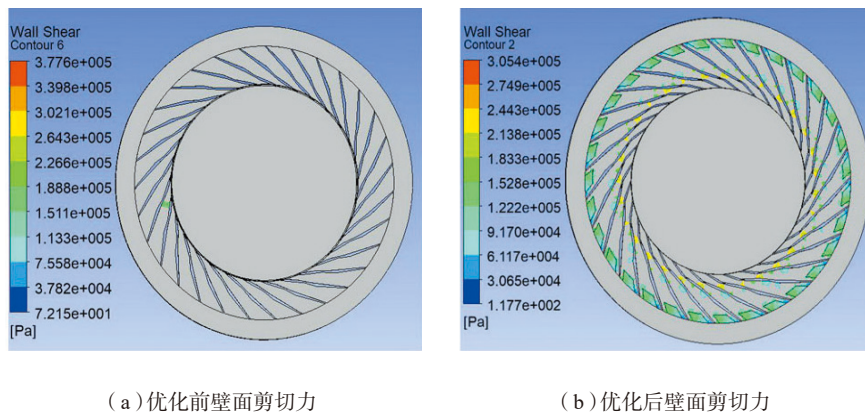 Wall Shear
Contour 6
3.776e+005
3.398e+005
3.021e+005
2.643e+005
2.266e+005
1.888e+005
1.511e+005
1.133e+005
7.558e+004
3.782e+004
7.215e+001
[Pa]
Wall Shear
Contour 2
3.054e+005
2.749e+005
2.443e+005
2.138e+005
1.833e+005
1.528e+005
1.222e+005
9.170e+004
6.117e+004
3.065e+004
1.177e+002
[Pa]
（a）优化前壁面剪切力
（b）优化后壁面剪切力